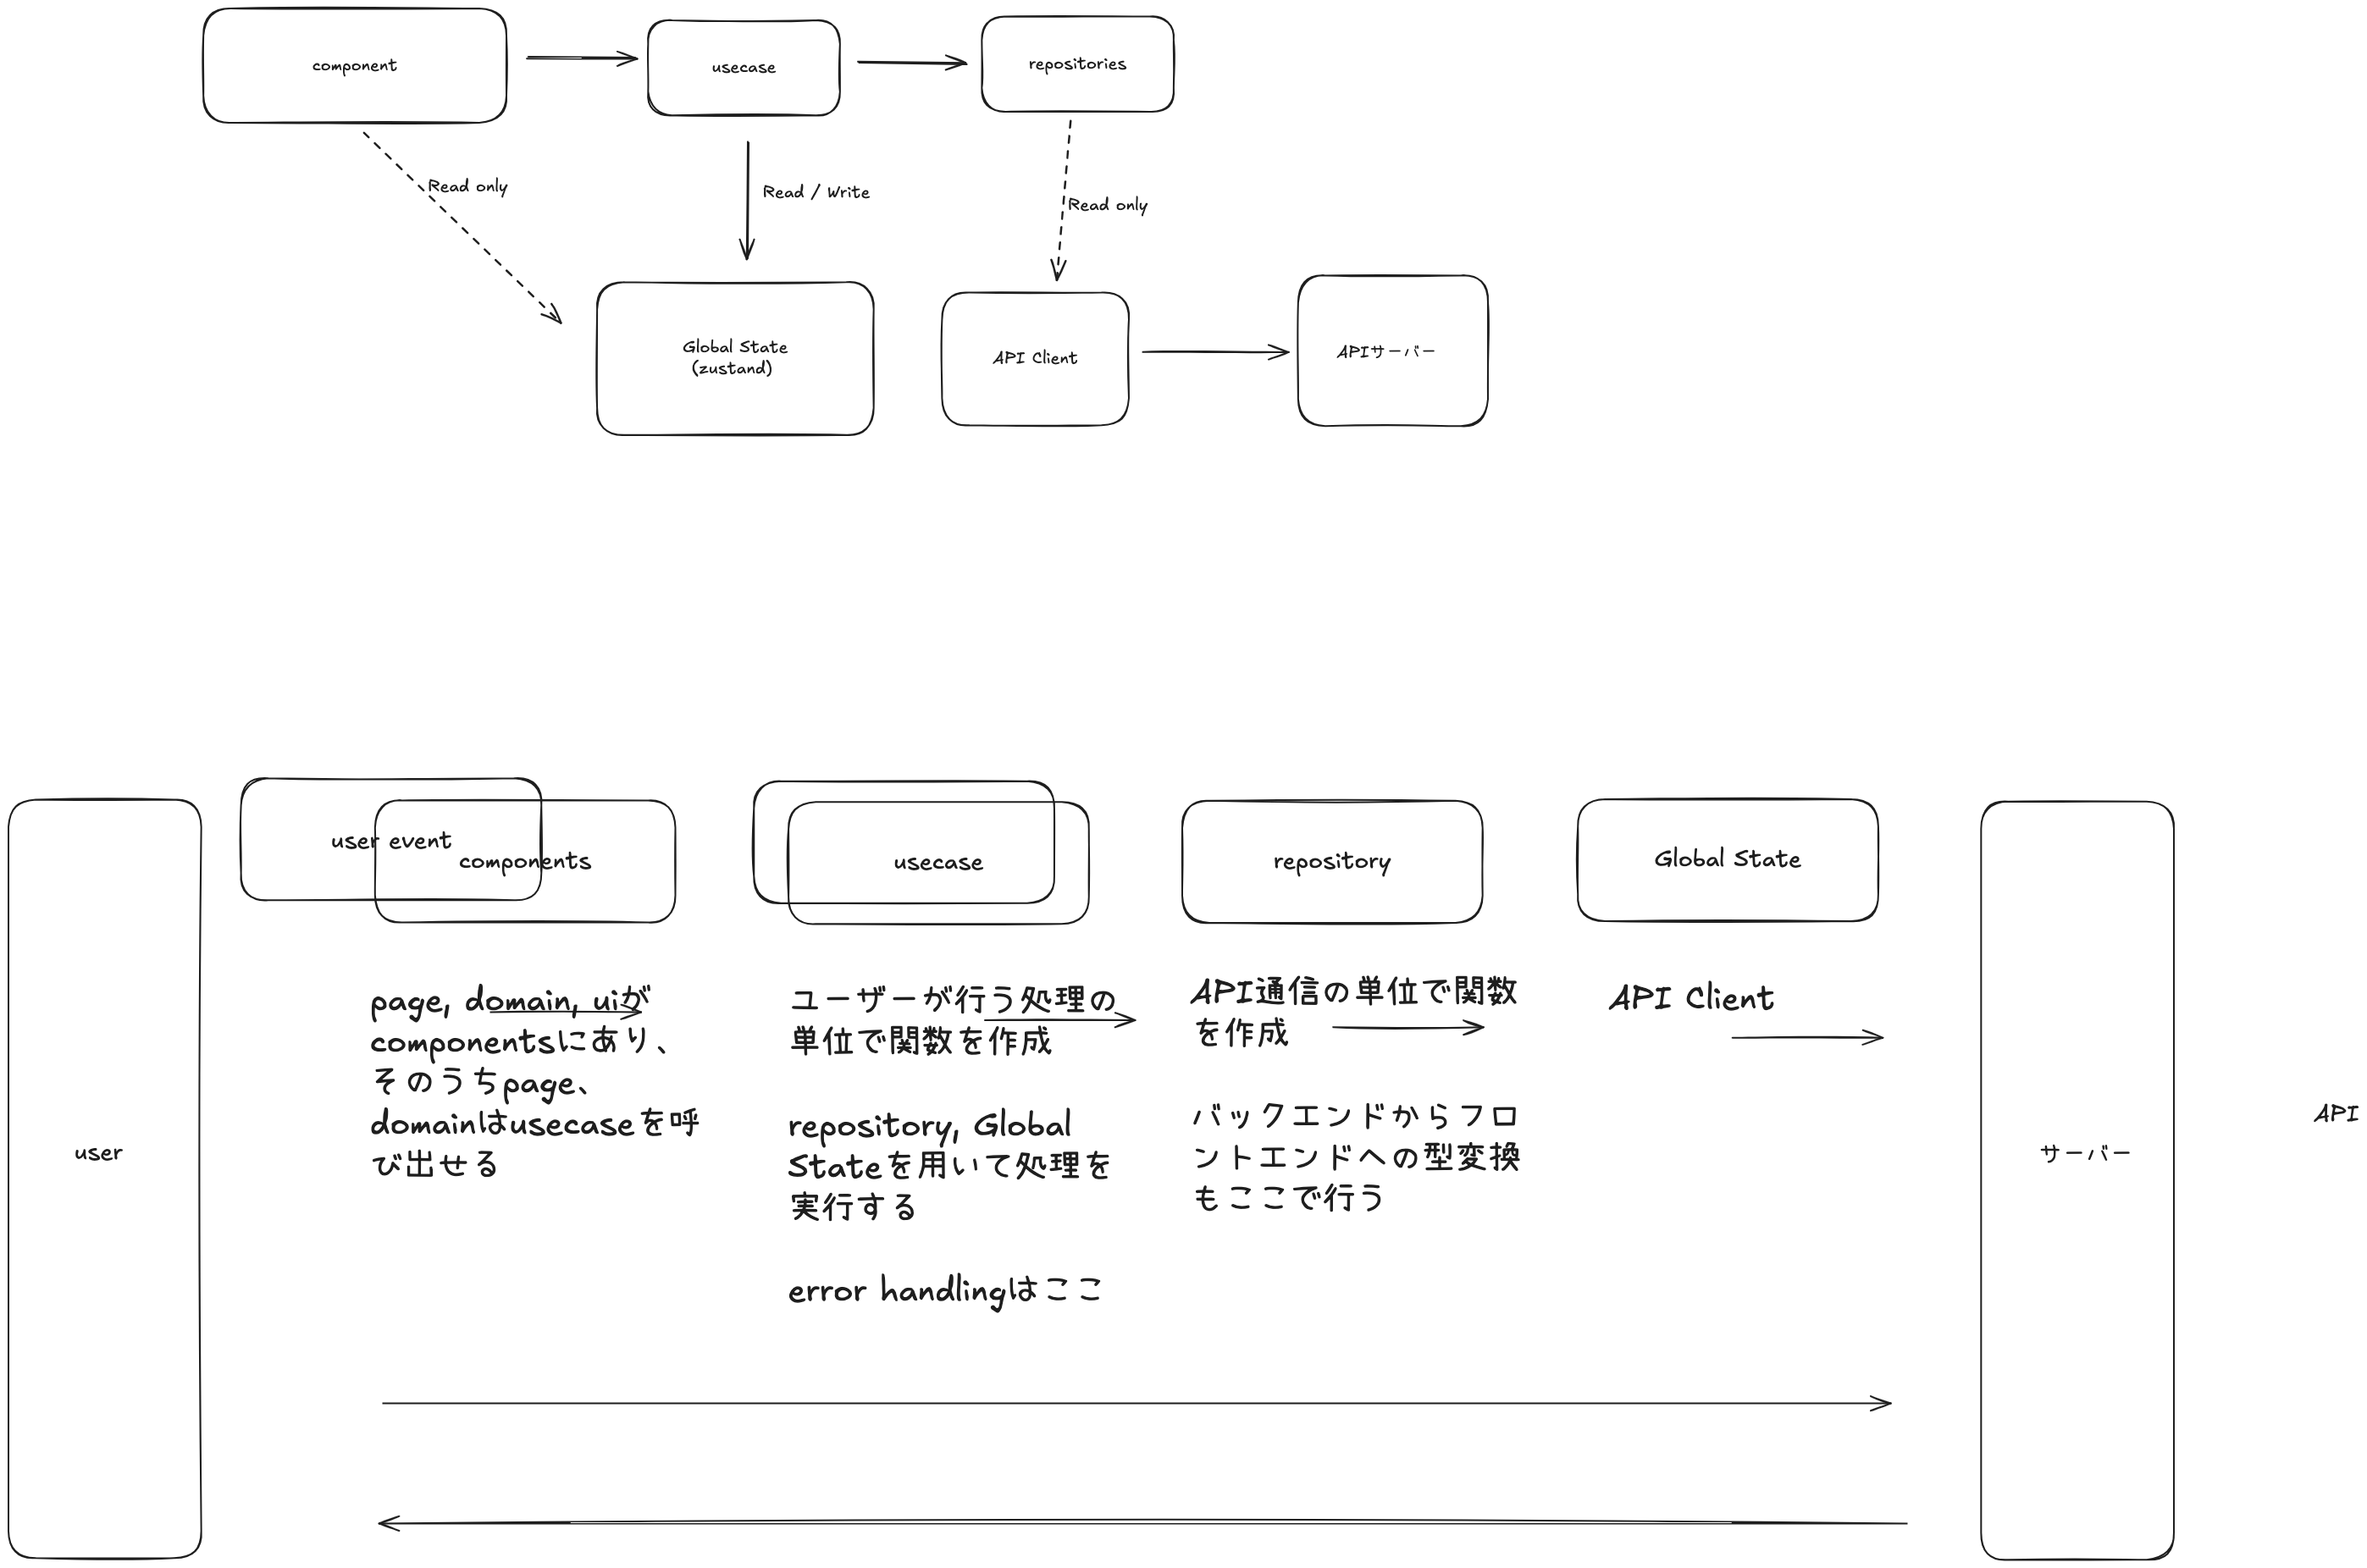 component
usecase
repositories
Read only
Read / Write
Read only
Global State
(zustand)
API Client
APIサーバー
user event
components
usecase
repository
Global State
page, domain, uiが
componentsにあり、
そのうちpage、
domainはusecaseを呼
び出せる
ユーザーが行う処理の
単位で関数を作成
repository, Global
Stateを用いて処理を
実行する
error handlingはここ
API通信の単位で関数
を作成
バックエンドからフロ
ントエンドへの型変換
もここで行う
API Client
user
サーバー
API